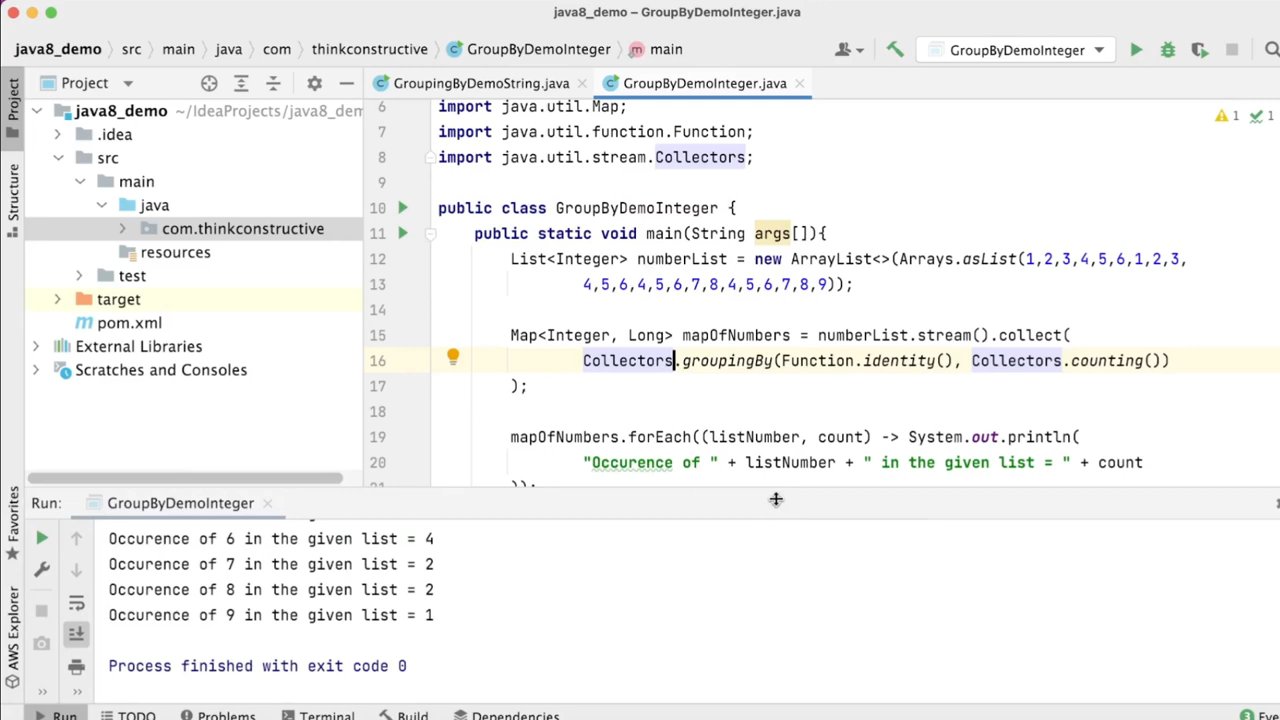 java8_demo – GroupByDemoInteger.java
java8_demo src main java com thinkconstructive GroupByDemoInteger main GroupByDemoInteger
Project GroupingByDemoString.java GroupByDemoInteger.java
Project
Structure
Favorites
AWS Explorer
java8_demo ~/IdeaProjects/java8_dem
.idea
src
main
java
com.thinkconstructive
resources
test
target
pom.xml
External Libraries
Scratches and Consoles
1 1
6 import java.util.Map;
7 import java.util.function.Function;
8 import java.util.stream.Collectors;
9
10 public class GroupByDemoInteger {
11 public static void main(String args[]){
12 List<Integer> numberList = new ArrayList<>(Arrays.asList(1,2,3,4,5,6,1,2,3,
13 4,5,6,4,5,6,7,8,4,5,6,7,8,9));
14
15 Map<Integer, Long> mapOfNumbers = numberList.stream().collect(
16 Collectors.groupingBy(Function.identity(), Collectors.counting())
17 );
18
19 mapOfNumbers.forEach((listNumber, count) -> System.out.println(
20 "Occurence of " + listNumber + " in the given list = " + count
21 ));
Run: GroupByDemoInteger
Occurence of 6 in the given list = 4
Occurence of 7 in the given list = 2
Occurence of 8 in the given list = 2
Occurence of 9 in the given list = 1
Process finished with exit code 0
Run TODO Problems Terminal Build Dependencies 3 Eve